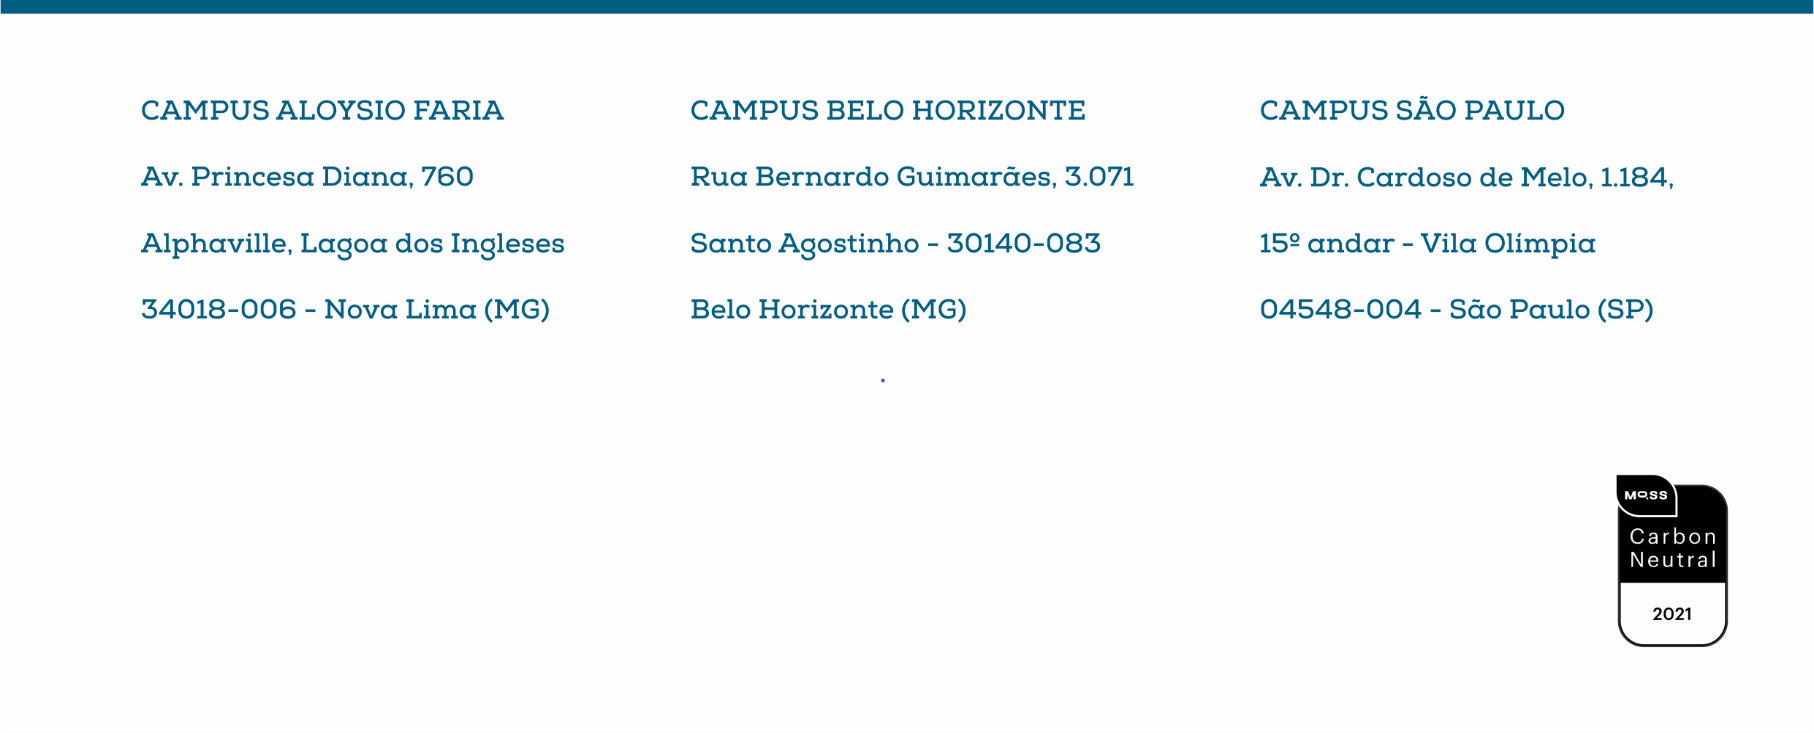 CAMPUS ALOYSIO FARIA
Av. Princesa Diana, 760
Alphaville, Lagoa dos Ingleses
34018-006 - Nova Lima (MG)
CAMPUS BELO HORIZONTE
Rua Bernardo Guimarães, 3.071
Santo Agostinho - 30140-083
Belo Horizonte (MG)
.
CAMPUS SÃO PAULO
Av. Dr. Cardoso de Melo, 1.184,
15º andar - Vila Olímpia
04548-004 - São Paulo (SP)
MOSS
Carbon
Neutral
2021